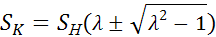 S_K = S_H(λ ± √(λ² − 1))